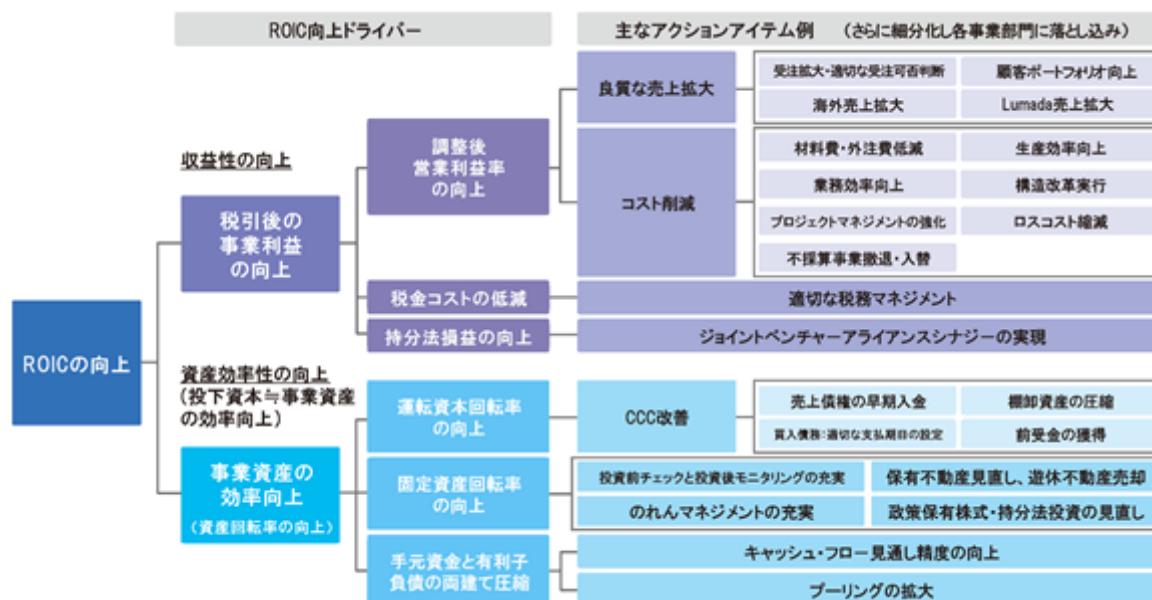 ROIC向上ドライバー
主なアクションアイテム例　（さらに細分化し各事業部門に落とし込み）
収益性の向上
ROICの向上
税引後の
事業利益
の向上
調整後
営業利益率
の向上
良質な売上拡大
受注拡大・適切な受注可否判断
顧客ポートフォリオ向上
海外売上拡大
Lumada売上拡大
コスト削減
材料費・外注費低減
生産効率向上
業務効率向上
構造改革実行
プロジェクトマネジメントの強化
ロスコスト縮減
不採算事業撤退・入替
税金コストの低減
適切な税務マネジメント
持分法損益の向上
ジョイントベンチャーアライアンスシナジーの実現
資産効率性の向上
(投下資本≒事業資産
の効率向上)
事業資産の
効率向上
(資産回転率の向上)
運転資本回転率
の向上
CCC改善
売上債権の早期入金
棚卸資産の圧縮
買入債務:適切な支払期日の設定
前受金の獲得
固定資産回転率
の向上
投資前チェックと投資後モニタリングの充実
保有不動産見直し、遊休不動産売却
のれんマネジメントの充実
政策保有株式・持分法投資の見直し
手元資金と有利子
負債の両建て圧縮
キャッシュ・フロー見通し精度の向上
プーリングの拡大